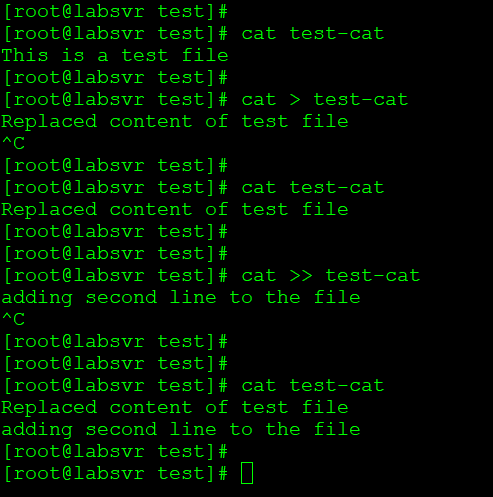 [root@labsvr test]#
[root@labsvr test]# cat test-cat
This is a test file
[root@labsvr test]#
[root@labsvr test]# cat > test-cat
Replaced content of test file
^C
[root@labsvr test]#
[root@labsvr test]# cat test-cat
Replaced content of test file
[root@labsvr test]#
[root@labsvr test]#
[root@labsvr test]# cat >> test-cat
adding second line to the file
^C
[root@labsvr test]#
[root@labsvr test]#
[root@labsvr test]# cat test-cat
Replaced content of test file
adding second line to the file
[root@labsvr test]#
[root@labsvr test]#